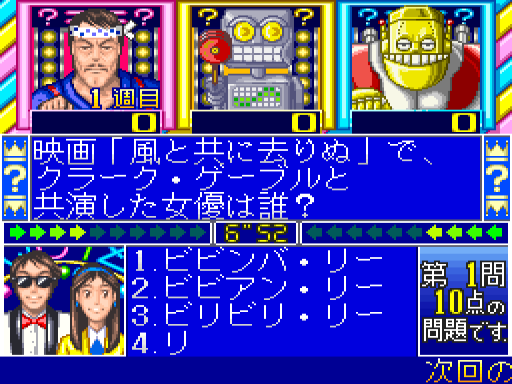 ? ? ? ? ? ?
1週目
0 0 0
映画「風と共に去りぬ」で、
クラーク・ゲーブルと
共演した女優は誰?
? ?
6"52
1.ビビンバ・リー
2.ビビアン・リー
3.ビリビリ・リー
4.リ
第1問
10点の
問題です
次回の